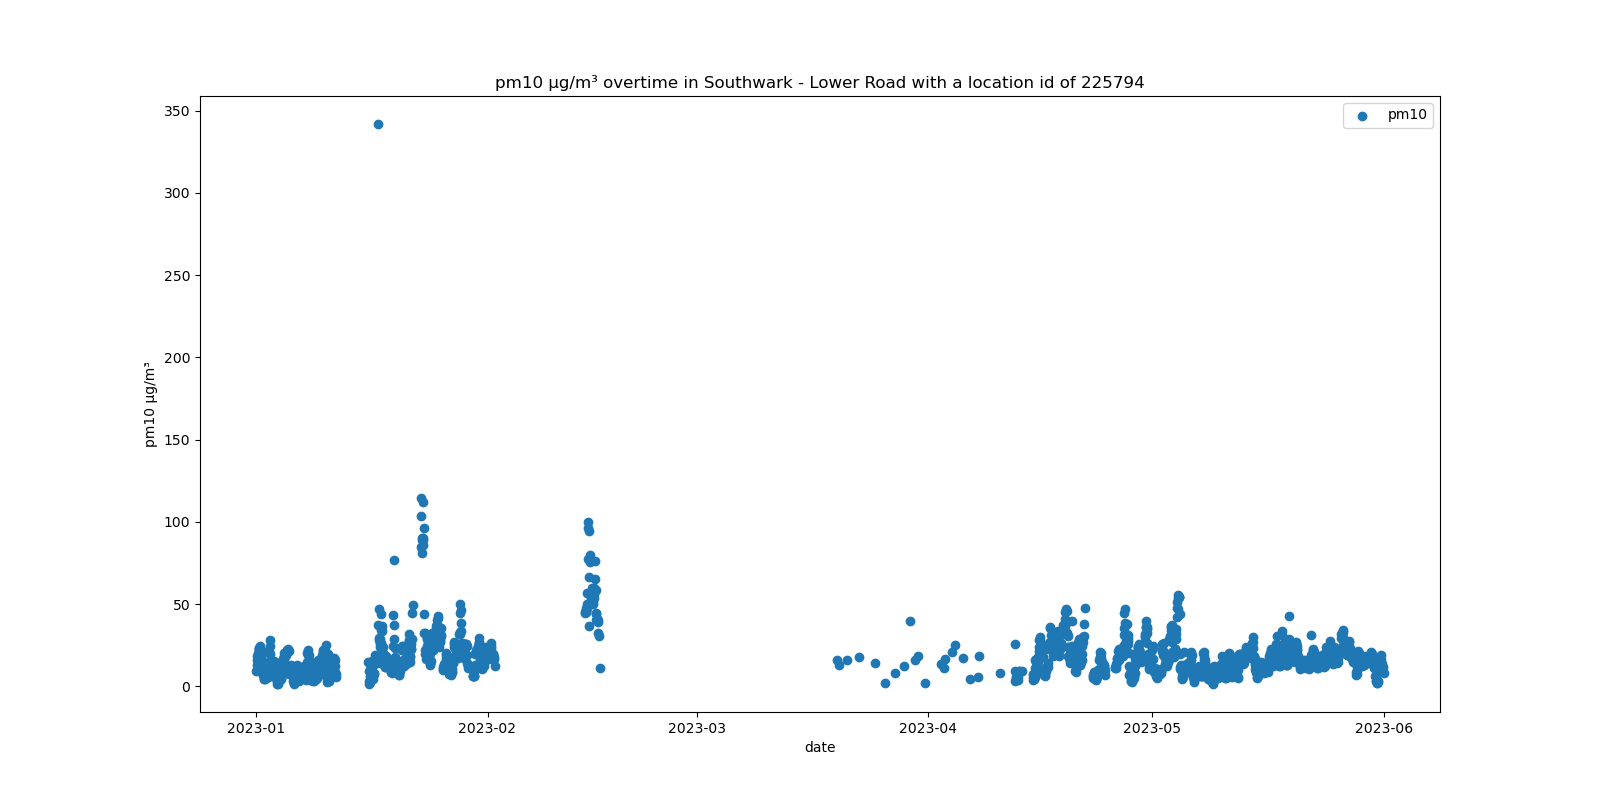 pm10 µg/m³ overtime in Southwark - Lower Road with a location id of 225794
pm10
350
300
250
200
150
100
50
0
pm10 µg/m³
2023-01 2023-02 2023-03 2023-04 2023-05 2023-06
date